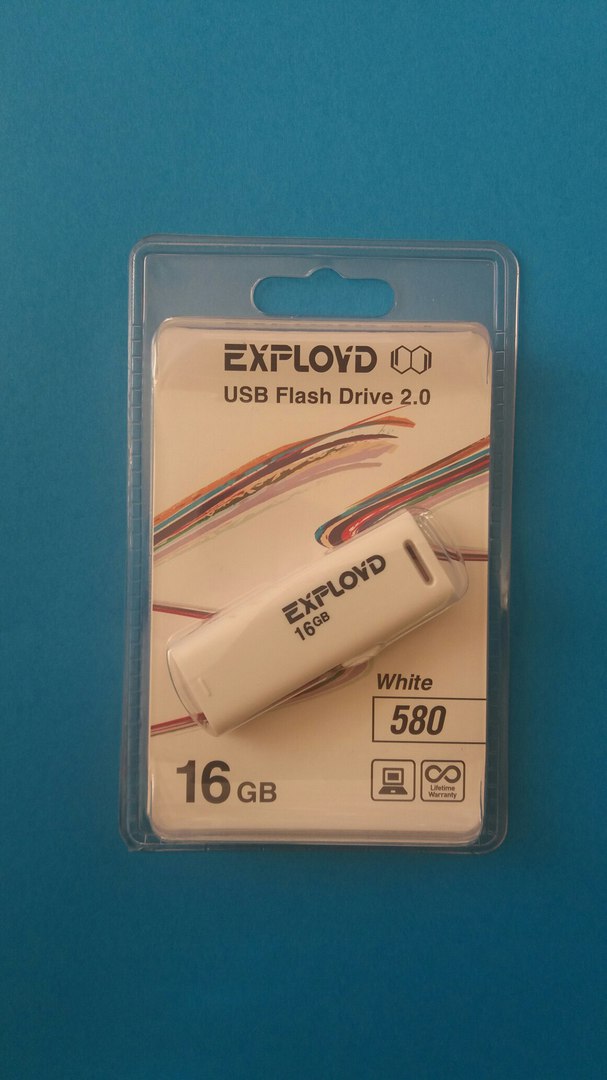 EXPLOYD
USB Flash Drive 2.0
EXPLOYD
16GB
White
580
16 GB
Lifetime
Warranty